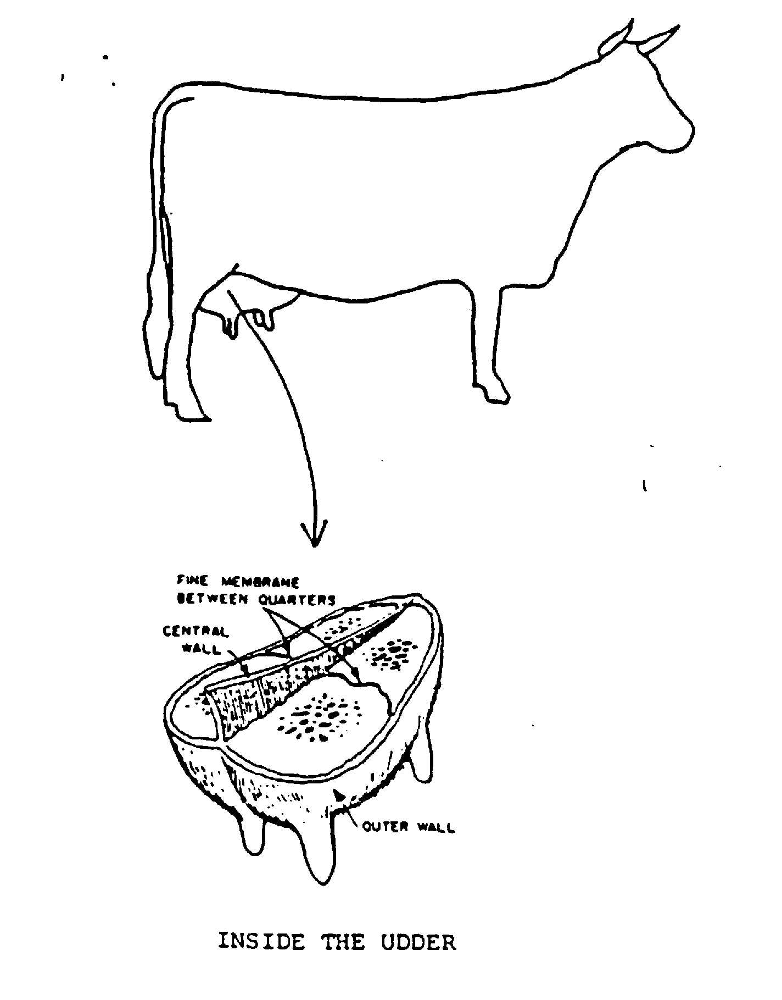 FINE MEMBRANE
BETWEEN QUARTERS
CENTRAL
WALL
OUTER WALL
INSIDE THE UDDER